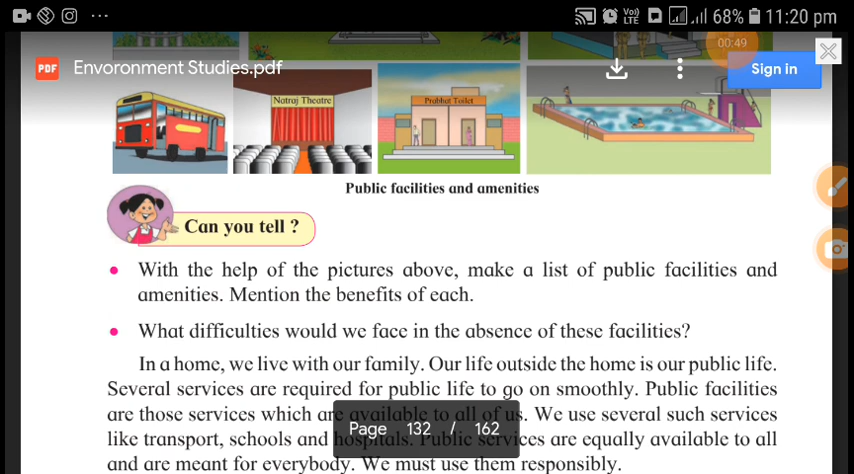 68% 11:20 pm
Vo)
LTE
00:49
PDF Envoronment Studies.pdf
Sign in
Natraj Theatre
Prabhat Toilet
Public facilities and amenities
Can you tell ?
• With the help of the pictures above, make a list of public facilities and
amenities. Mention the benefits of each.
• What difficulties would we face in the absence of these facilities?
In a home, we live with our family. Our life outside the home is our public life.
Several services are required for public life to go on smoothly. Public facilities
are those services which are available to all of us. We use several such services
like transport, schools and hospitals. Public services are equally available to all
and are meant for everybody. We must use them responsibly.
Page 132 / 162